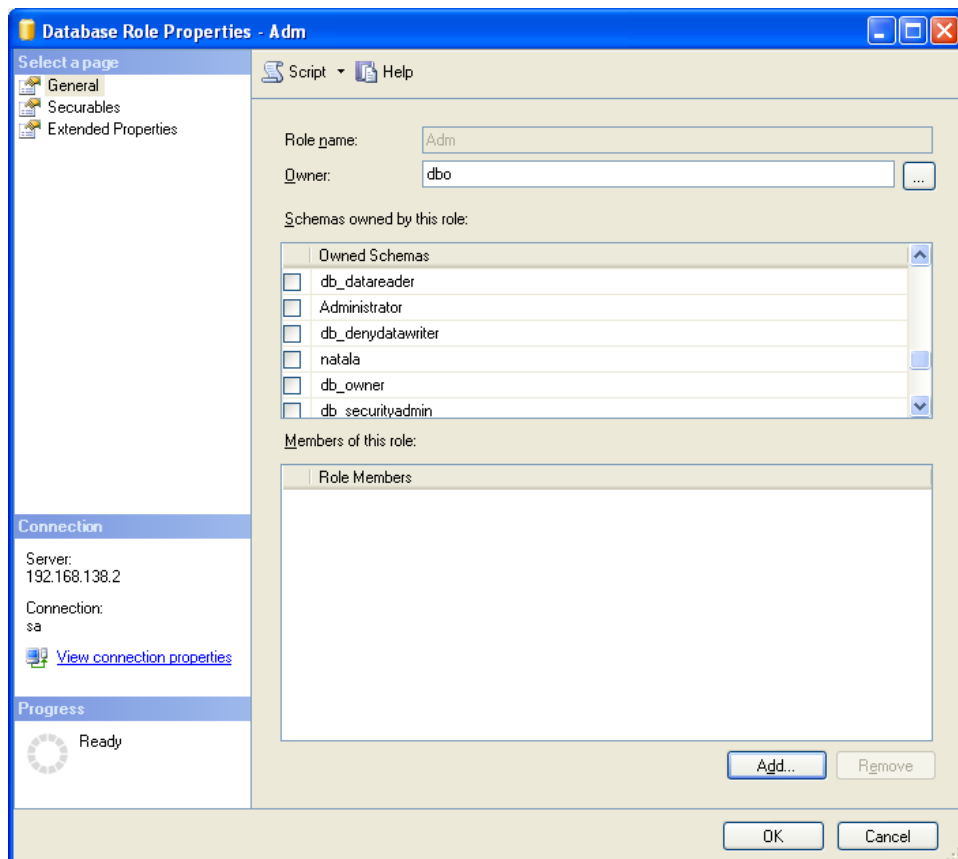 Database Role Properties - Adm
Select a page
General
Securables
Extended Properties
Script
Help
Role name:
Adm
Owner:
dbo
...
Schemas owned by this role:
Owned Schemas
db_datareader
Administrator
db_denydatawriter
natala
db_owner
db_securityadmin
Members of this role:
Role Members
Connection
Server:
192.168.138.2
Connection:
sa
View connection properties
Progress
Ready
Add...
Remove
OK
Cancel